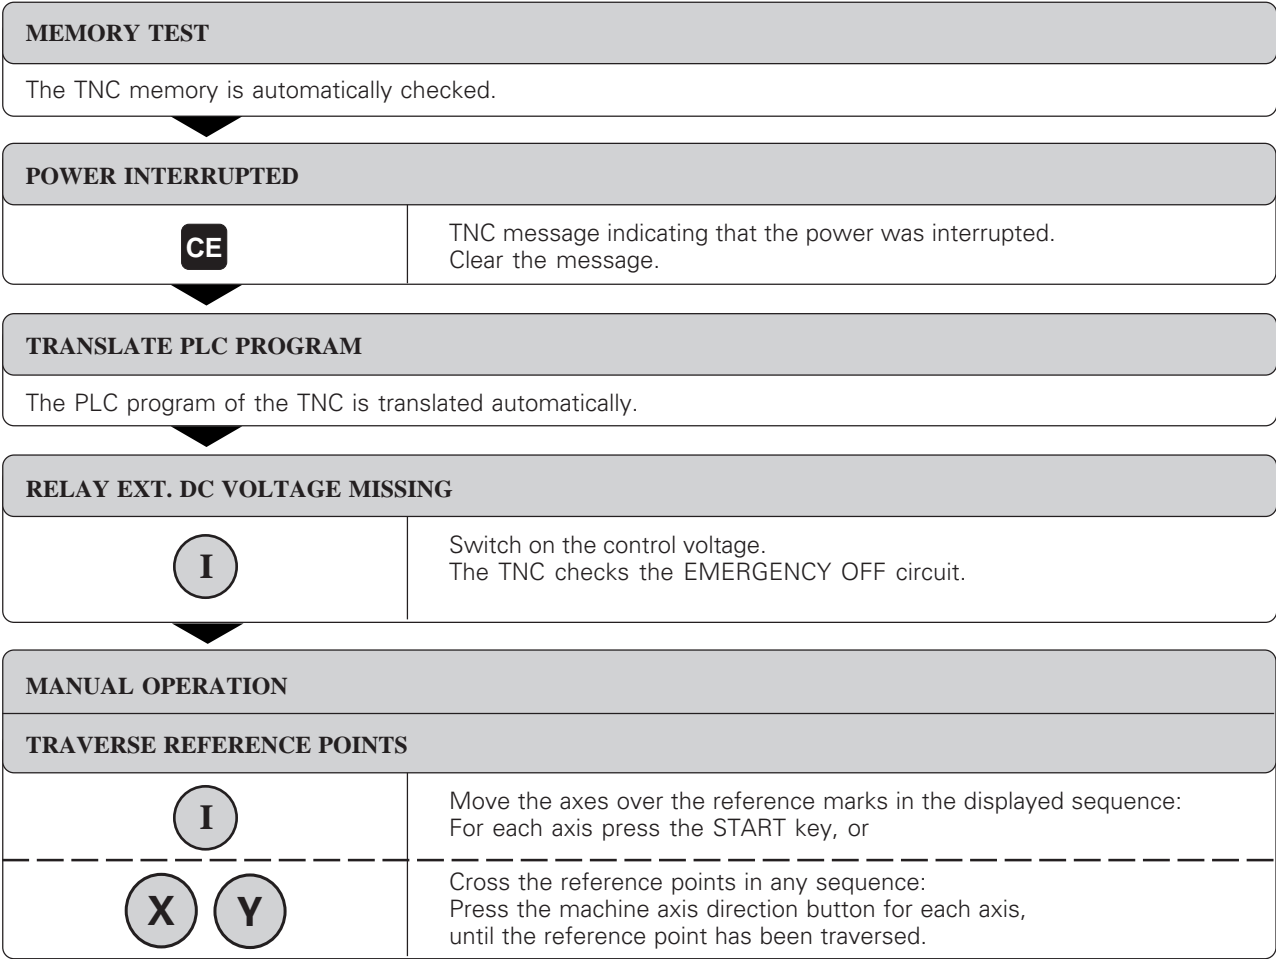 MEMORY TEST
The TNC memory is automatically checked.
POWER INTERRUPTED
CE
TNC message indicating that the power was interrupted.
Clear the message.
TRANSLATE PLC PROGRAM
The PLC program of the TNC is translated automatically.
RELAY EXT. DC VOLTAGE MISSING
I
Switch on the control voltage.
The TNC checks the EMERGENCY OFF circuit.
MANUAL OPERATION
TRAVERSE REFERENCE POINTS
I
Move the axes over the reference marks in the displayed sequence:
For each axis press the START key, or
X Y
Cross the reference points in any sequence:
Press the machine axis direction button for each axis,
until the reference point has been traversed.